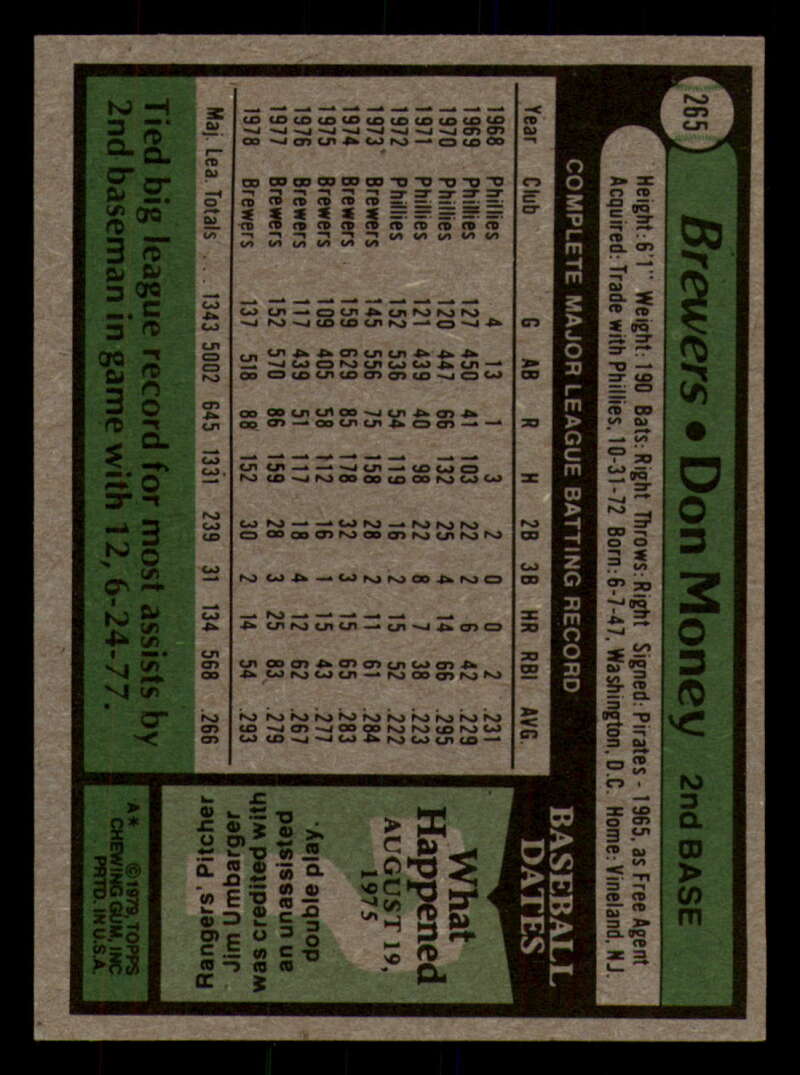 265
Brewers • Don Money 2nd BASE
Height: 6'1" Weight: 190 Bats: Right Throws: Right Signed: Pirates - 1965, as Free Agent
Acquired: Trade with Phillies, 10-31-72 Born: 6-7-47, Washington, D.C. Home: Vineland, N.J.
COMPLETE MAJOR LEAGUE BATTING RECORD
Year Club G AB R H 2B 3B HR RBI AVG.
1968 Phillies 4 13 1 3 2 0 0 2 .231
1969 Phillies 127 450 41 103 22 2 6 42 .229
1970 Phillies 120 447 66 132 25 4 14 66 .295
1971 Phillies 121 439 40 98 22 8 7 38 .223
1972 Phillies 152 536 54 119 16 2 15 52 .222
1973 Brewers 145 556 75 158 28 2 11 61 .284
1974 Brewers 159 629 85 178 32 3 15 65 .283
1975 Brewers 109 405 58 112 16 1 15 43 .277
1976 Brewers 117 439 51 117 18 4 12 62 .267
1977 Brewers 152 570 86 159 28 3 25 83 .279
1978 Brewers 137 518 88 152 30 2 14 54 .293
Maj. Lea. Totals . . . 1343 5002 645 1331 239 31 134 568 .266
Tied big league record for most assists by
2nd baseman in game with 12, 6-24-77.
BASEBALL
DATES
What
Happened
AUGUST 19,
1975
Rangers' Pitcher
Jim Umbarger
was credited with
an unassisted
double play.
A* ©1979, TOPPS
CHEWING GUM, INC
PRTD. IN U.S.A.